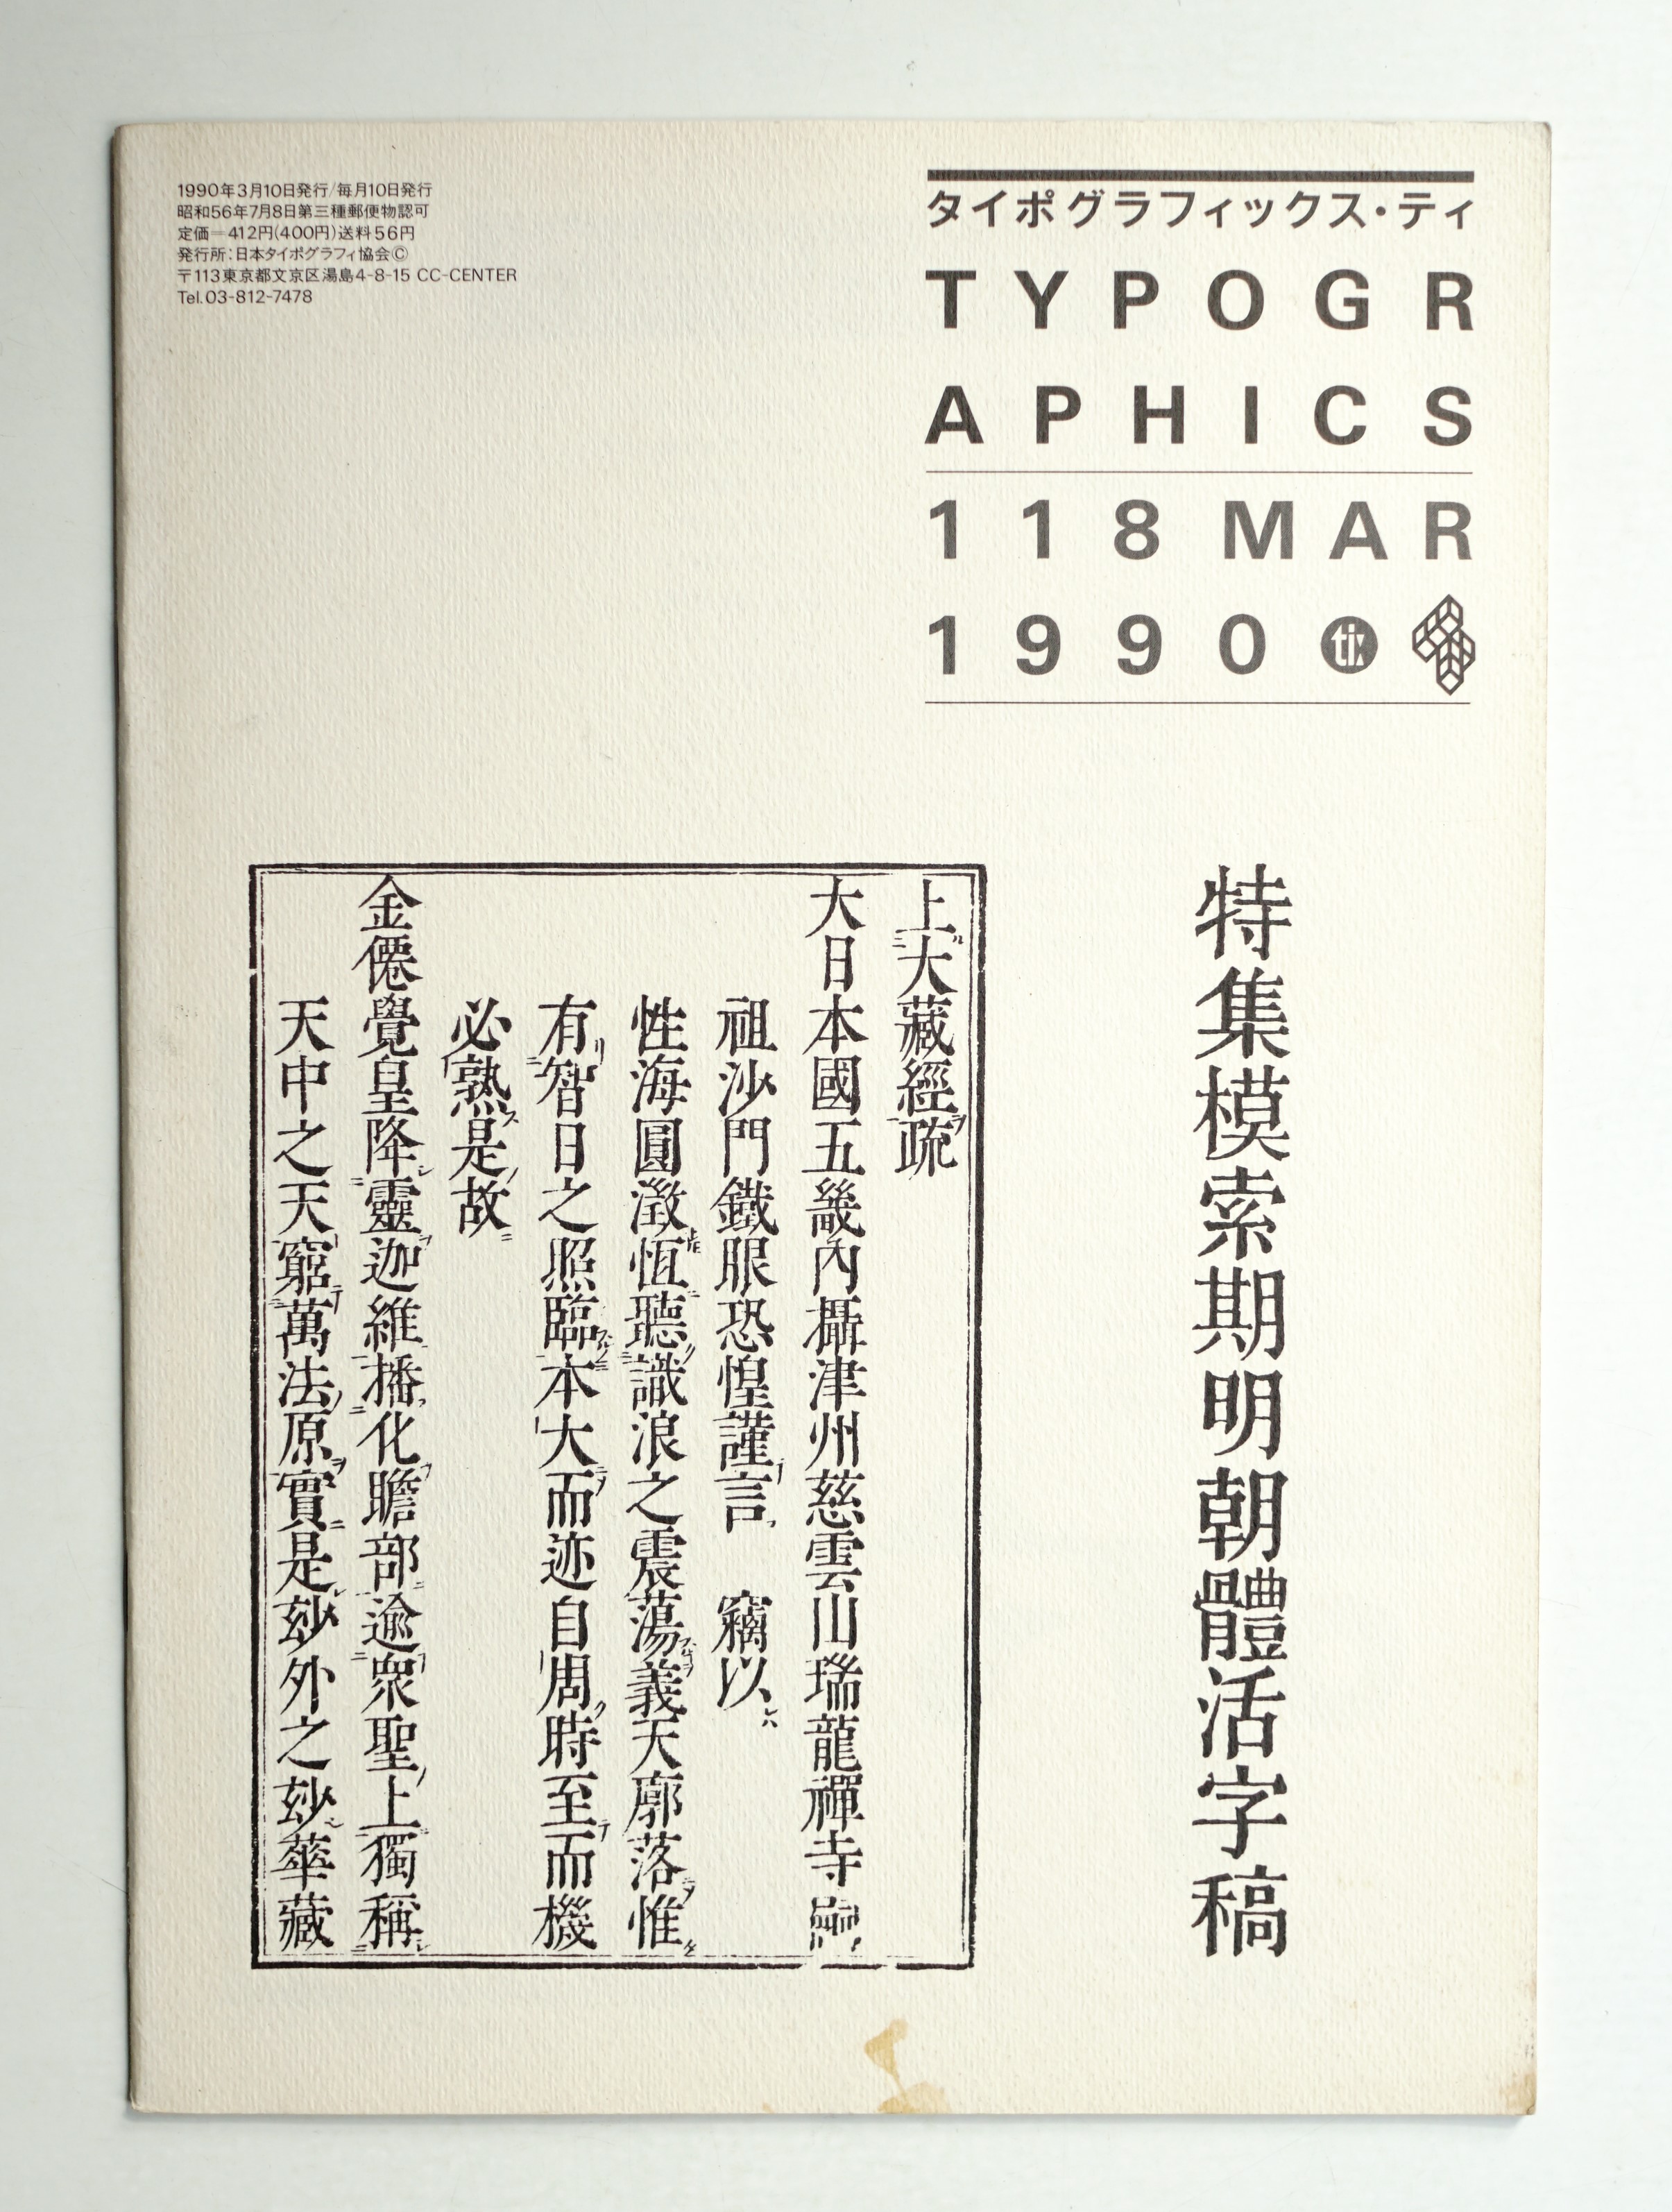 1990年3月10日発行/毎月10日発行
昭和56年7月8日第三種郵便物認可
定価=412円(400円)送料56円
発行所:日本タイポグラフィ協会©
〒113東京都文京区湯島4-8-15 CC-CENTER
Tel.03-812-7478
タイポグラフィックス・ティ
TYPOGR
APHICS
118MAR
1990 tix
特集模索期明朝體活字稿
上大藏經疏
大日本國五畿內攝津州慈雲山瑞龍禪寺
祖沙門鐵眼恐惶謹言 竊以
性海圓澂恆聽識浪之震蕩義天廓落惟
有智日之照臨本大而迹自周時至而機
必熟是故
金僊覺皇降靈迦維播化瞻部逾衆聖上獨稱
天中之天窮萬法原實是玅外之玅華藏